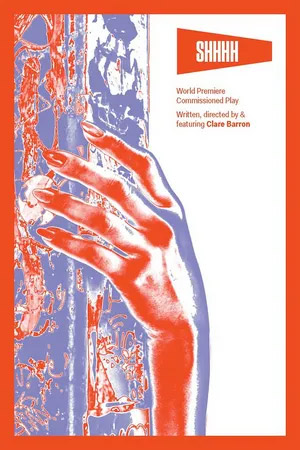 SHHHH
World Premiere
Commissioned Play
Written, directed by &
featuring Clare Barron